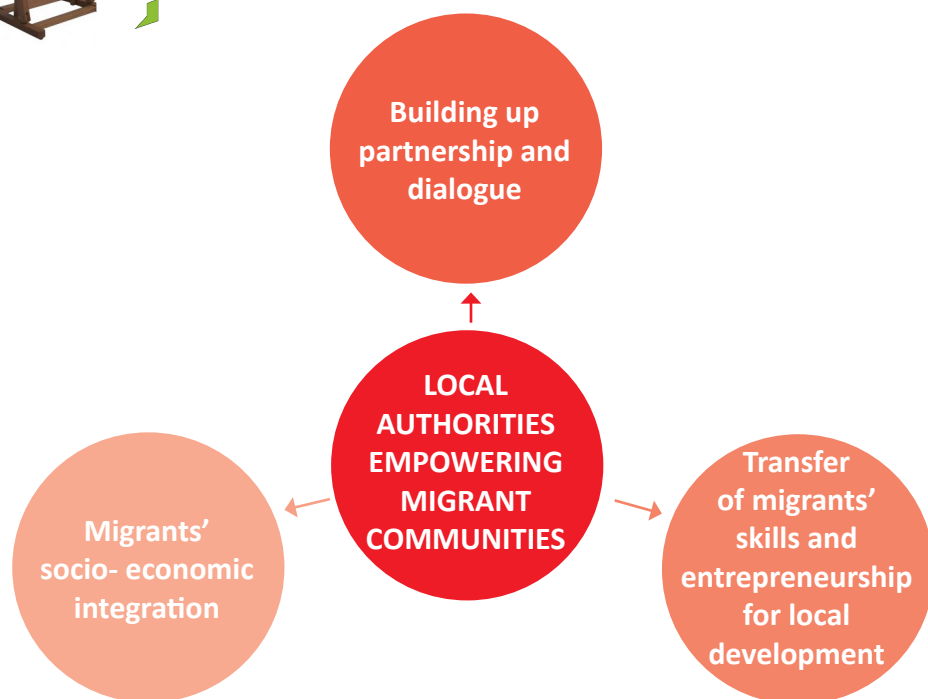 Building up
partnership and
dialogue
LOCAL
AUTHORITIES
EMPOWERING
MIGRANT
COMMUNITIES
Migrants’
socio- economic
integration
Transfer
of migrants’
skills and
entrepreneurship
for local
development